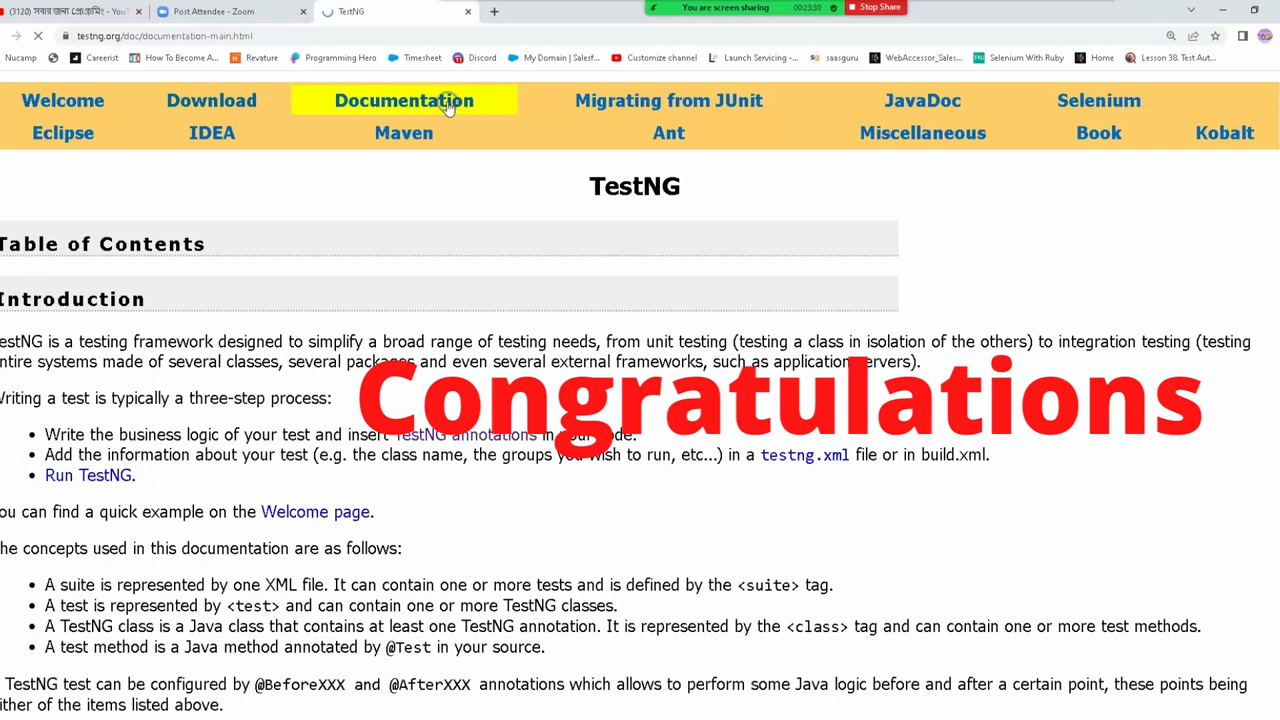 (3120) সবার জন্য প্রোগ্রামিং - YouT
Post Attendee - Zoom
TestNG
You are screen sharing
00:23:30
Stop Share
testng.org/doc/documentation-main.html
Nucamp
Careerist
How To Become A...
Revature
Programming Hero
Timesheet
Discord
My Domain | Salesf...
Customize channel
Launch Servicing -...
saasguru
WebAccessor_Seles...
Selenium With Ruby
Home
Lesson 38. Test Aut...
Welcome Download Documentation Migrating from JUnit JavaDoc Selenium
Eclipse IDEA Maven Ant Miscellaneous Book Kobalt
TestNG
Table of Contents
Introduction
estNG is a testing framework designed to simplify a broad range of testing needs, from unit testing (testing a class in isolation of the others) to integration testing (testing
ntire systems made of several classes, several packages and even several external frameworks, such as application servers).
Writing a test is typically a three-step process:
Congratulations
• Write the business logic of your test and insert TestNG annotations in your code.
• Add the information about your test (e.g. the class name, the groups you wish to run, etc...) in a testng.xml file or in build.xml.
• Run TestNG.
ou can find a quick example on the Welcome page.
he concepts used in this documentation are as follows:
• A suite is represented by one XML file. It can contain one or more tests and is defined by the <suite> tag.
• A test is represented by <test> and can contain one or more TestNG classes.
• A TestNG class is a Java class that contains at least one TestNG annotation. It is represented by the <class> tag and can contain one or more test methods.
• A test method is a Java method annotated by @Test in your source.
TestNG test can be configured by @BeforeXXX and @AfterXXX annotations which allows to perform some Java logic before and after a certain point, these points being
ither of the items listed above.